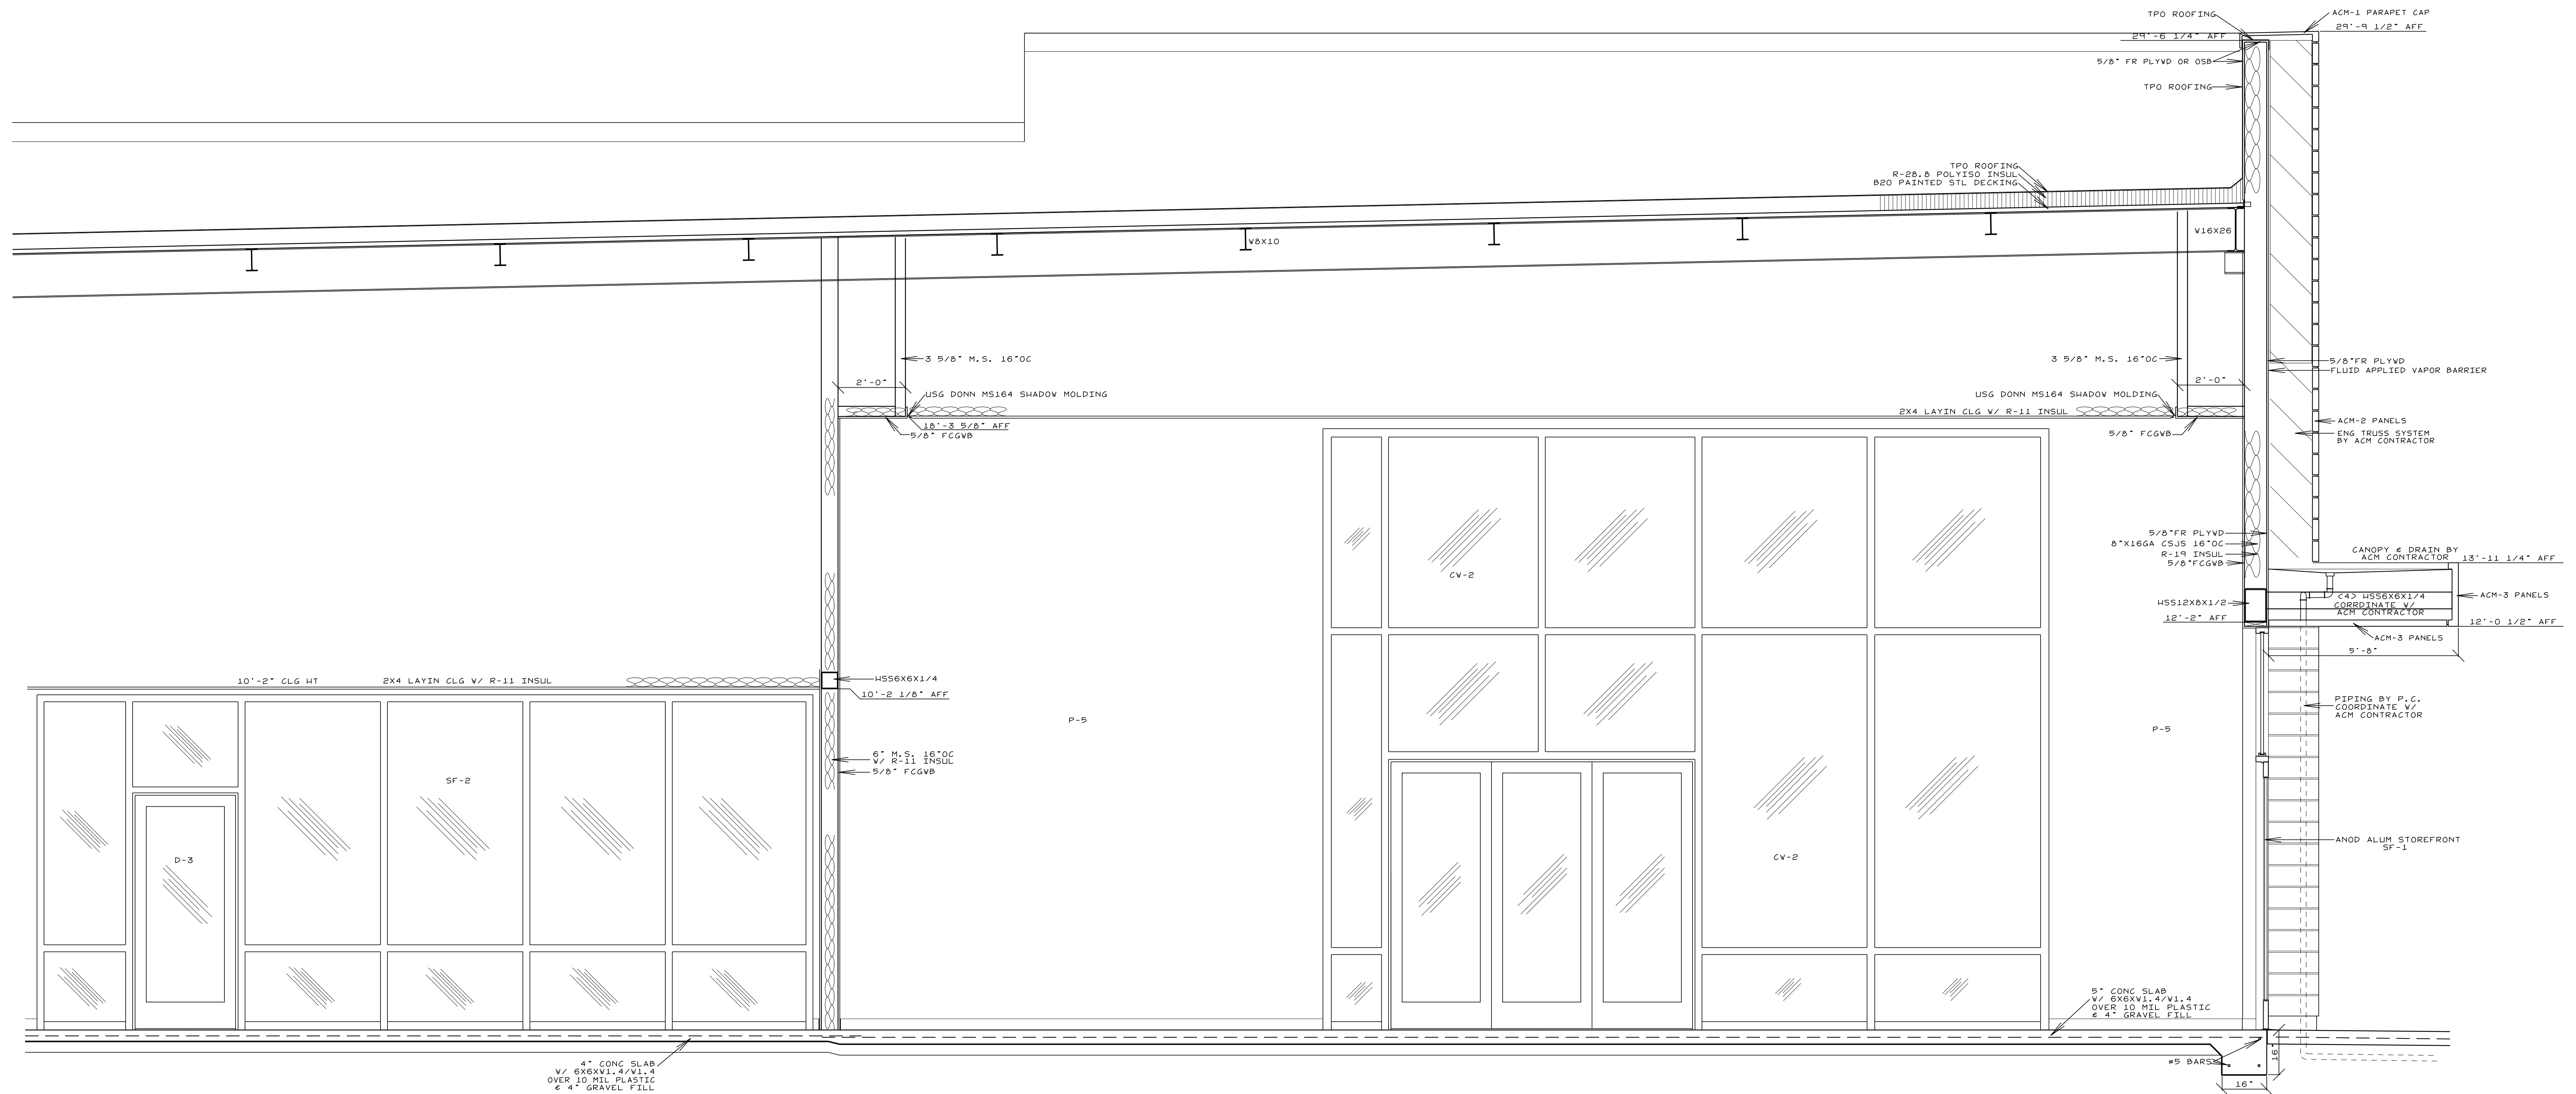 TPO ROOFING
ACM-1 PARAPET CAP
29'-9 1/2" AFF
29'-6 1/4" AFF
5/8" FR PLYWD OR OSB
TPO ROOFING
TPO ROOFING
R-28.8 POLYISO INSUL
B20 PAINTED STL DECKING
W8X10
W16X26
3 5/8" M.S. 16"OC
3 5/8" M.S. 16"OC
5/8"FR PLYWD
FLUID APPLIED VAPOR BARRIER
2'-0"
2'-0"
USG DONN MS164 SHADOW MOLDING
USG DONN MS164 SHADOW MOLDING
2X4 LAYIN CLG W/ R-11 INSUL
18'-3 5/8" AFF
5/8" FCGWB
5/8" FCGWB
ACM-2 PANELS
ENG TRUSS SYSTEM
BY ACM CONTRACTOR
5/8"FR PLYWD
8"X16GA CSJS 16"OC
R-19 INSUL
5/8"FCGWB
CANOPY & DRAIN BY
ACM CONTRACTOR
13'-11 1/4" AFF
CW-2
HSS12X8X1/2
12'-2" AFF
(4) HSS6X6X1/4
CORRDINATE W/
ACM CONTRACTOR
ACM-3 PANELS
12'-0 1/2" AFF
ACM-3 PANELS
5'-8"
10'-2" CLG HT
2X4 LAYIN CLG W/ R-11 INSUL
HSS6X6X1/4
10'-2 1/8" AFF
P-5
P-5
PIPING BY P.C.
COORDINATE W/
ACM CONTRACTOR
6" M.S. 16"OC
W/ R-11 INSUL
5/8" FCGWB
SF-2
D-3
CW-2
ANOD ALUM STOREFRONT
SF-1
5" CONC SLAB
W/ 6X6XW1.4/W1.4
OVER 10 MIL PLASTIC
& 4" GRAVEL FILL
4" CONC SLAB
W/ 6X6XW1.4/W1.4
OVER 10 MIL PLASTIC
& 4" GRAVEL FILL
#5 BARS
16"
16"